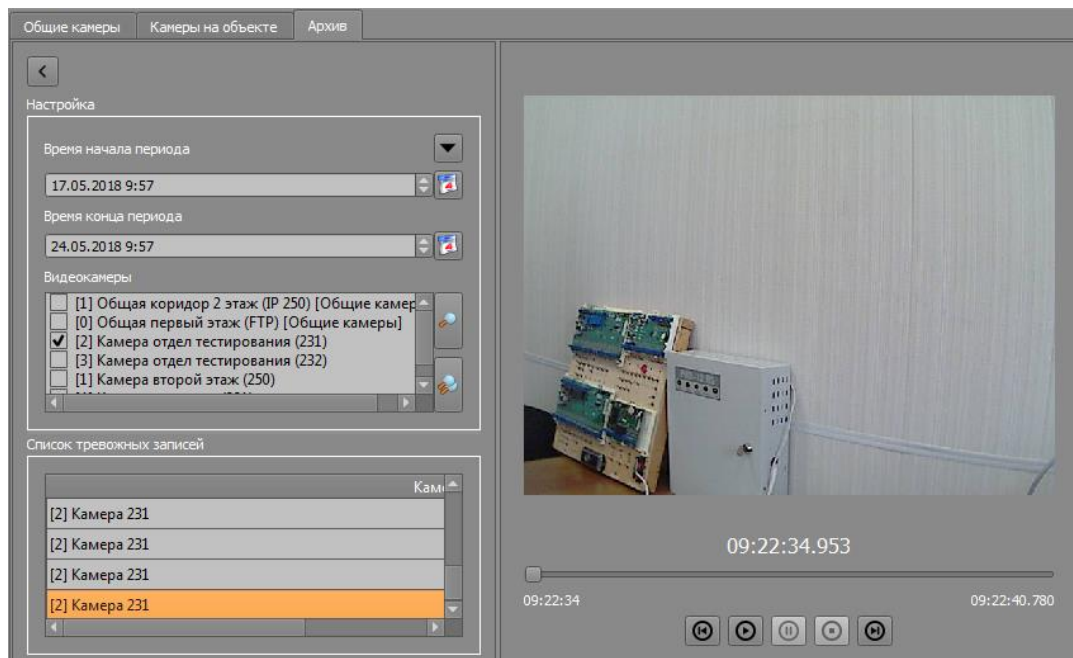 Общие камеры
Камеры на объекте
Архив
Настройка
Время начала периода
17.05.2018 9:57
Время конца периода
24.05.2018 9:57
Видеокамеры
[1] Общая коридор 2 этаж (IP 250) [Общие камер
[0] Общая первый этаж (FTP) [Общие камеры]
[2] Камера отдел тестирования (231)
[3] Камера отдел тестирования (232)
[1] Камера второй этаж (250)
Список тревожных записей
Каме
[2] Камера 231
[2] Камера 231
[2] Камера 231
[2] Камера 231
09:22:34.953
09:22:34
09:22:40.780